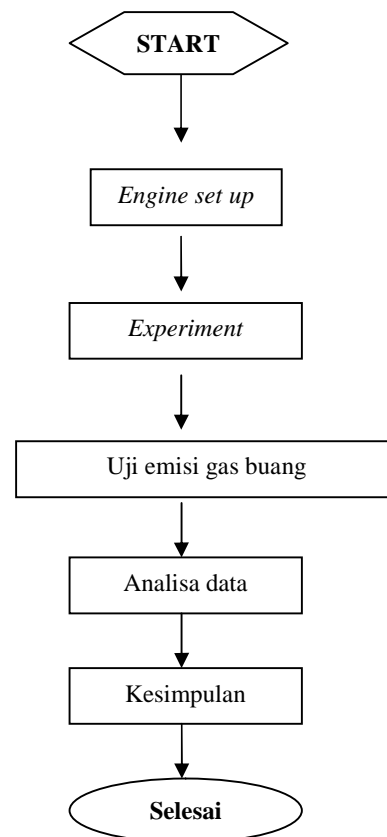 START
Engine set up
Experiment
Uji emisi gas buang
Analisa data
Kesimpulan
Selesai